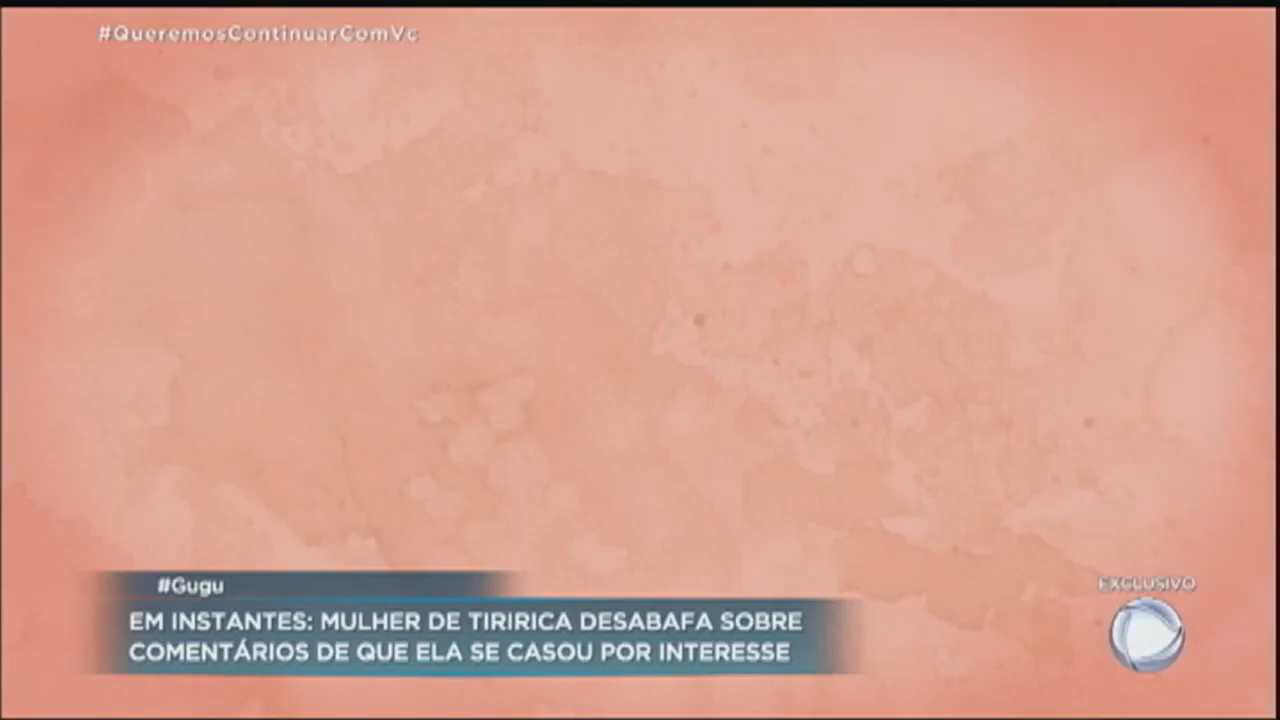 #QueremosContinuarComVc
#Gugu
EM INSTANTES: MULHER DE TIRIRICA DESABAFA SOBRE
COMENTÁRIOS DE QUE ELA SE CASOU POR INTERESSE
EXCLUSIVO